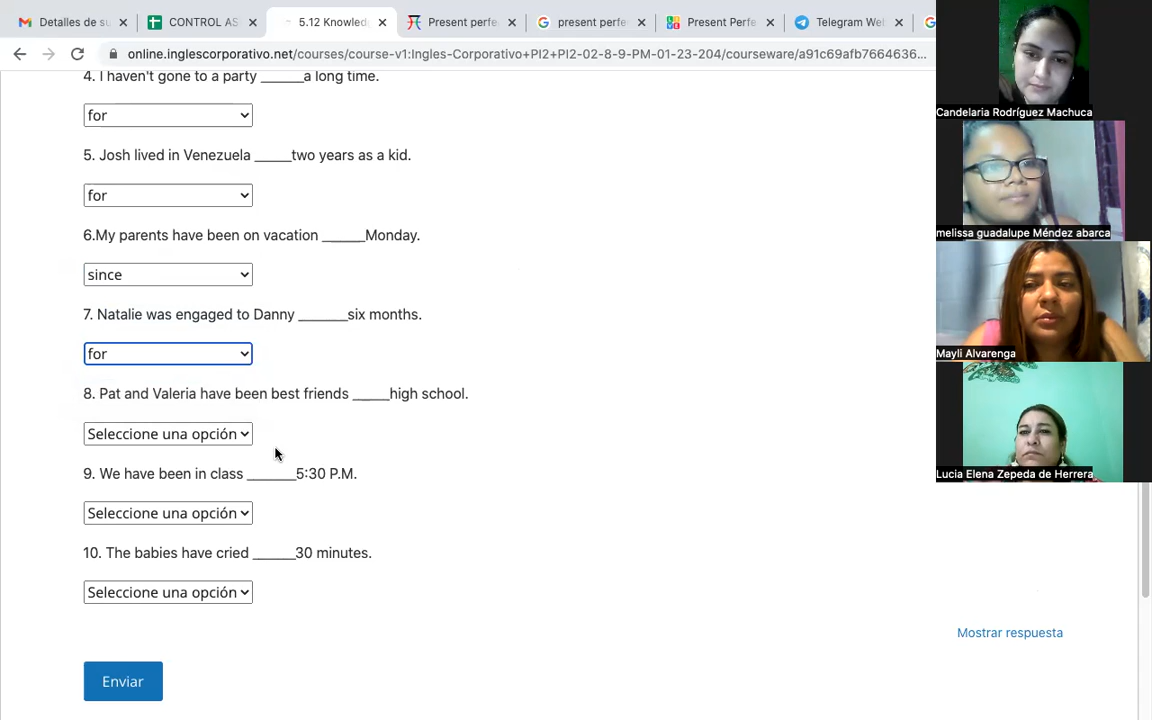 Detalles de su
CONTROL AS
5.12 Knowled
Present perfe
present perfe
Present Perfe
Telegram Web
online.inglescorporativo.net/courses/course-v1:Ingles-Corporativo+PI2+PI2-02-8-9-PM-01-23-204/courseware/a91c69afb7664636...
4. I haven't gone to a party ______a long time.
for
5. Josh lived in Venezuela _____two years as a kid.
for
6.My parents have been on vacation ______Monday.
since
7. Natalie was engaged to Danny _______six months.
for
8. Pat and Valeria have been best friends _____high school.
Seleccione una opción
9. We have been in class _______5:30 P.M.
Seleccione una opción
10. The babies have cried ______30 minutes.
Seleccione una opción
Mostrar respuesta
Enviar
Candelaria Rodríguez Machuca
melissa guadalupe Méndez abarca
Mayli Alvarenga
Lucia Elena Zepeda de Herrera